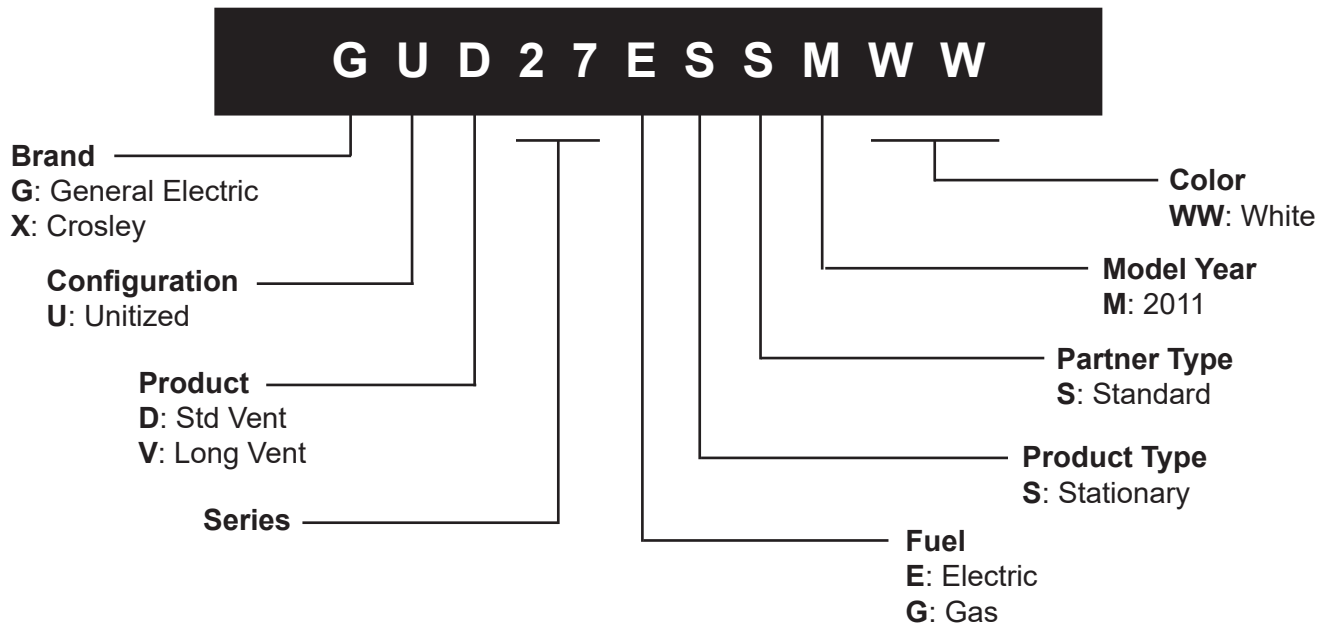 G U D 2 7 E S S M W W
Brand
G: General Electric
X: Crosley
Configuration
U: Unitized
Product
D: Std Vent
V: Long Vent
Series
Color
WW: White
Model Year
M: 2011
Partner Type
S: Standard
Product Type
S: Stationary
Fuel
E: Electric
G: Gas